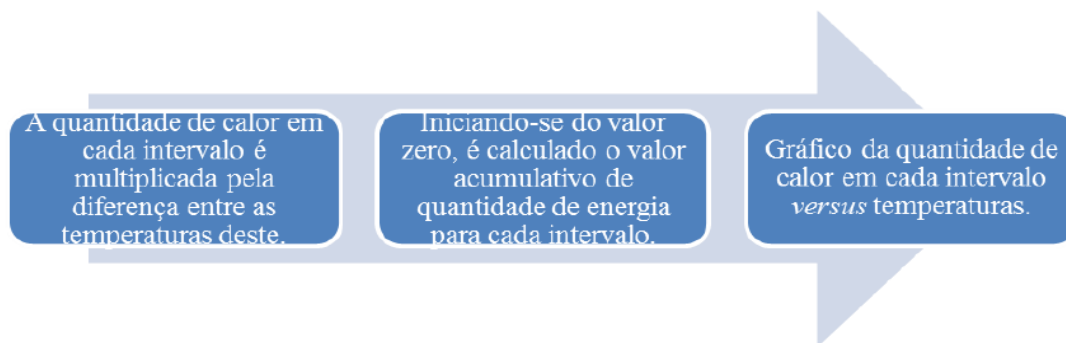 A quantidade de calor em
cada intervalo é
multiplicada pela
diferença entre as
temperaturas deste.
Iniciando-se do valor
zero, é calculado o valor
acumulativo de
quantidade de energia
para cada intervalo.
Gráfico da quantidade de
calor em cada intervalo
versus temperaturas.